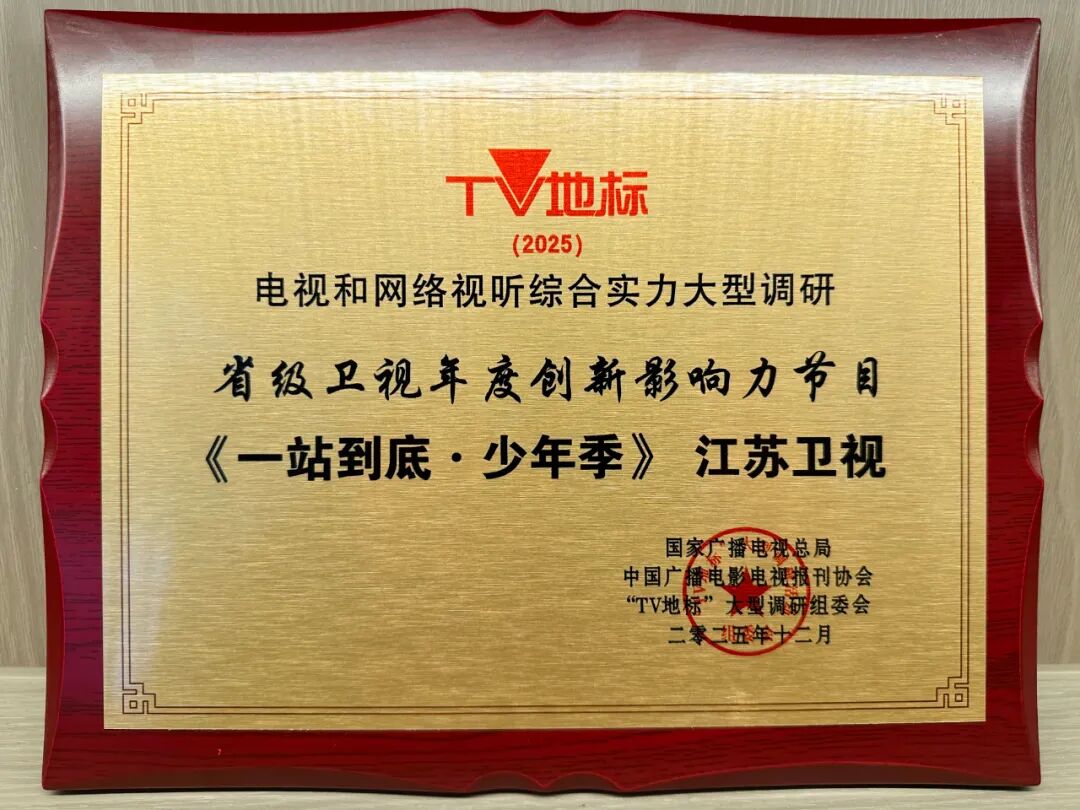 TV地标
(2025)
电视和网络视听综合实力大型调研
省级卫视年度创新影响力节目
《一站到底·少年季》 江苏卫视
国家广播电视总局
中国广播电影电视报刊协会
“TV地标”大型调研组委会
二零二五年十二月
组委会